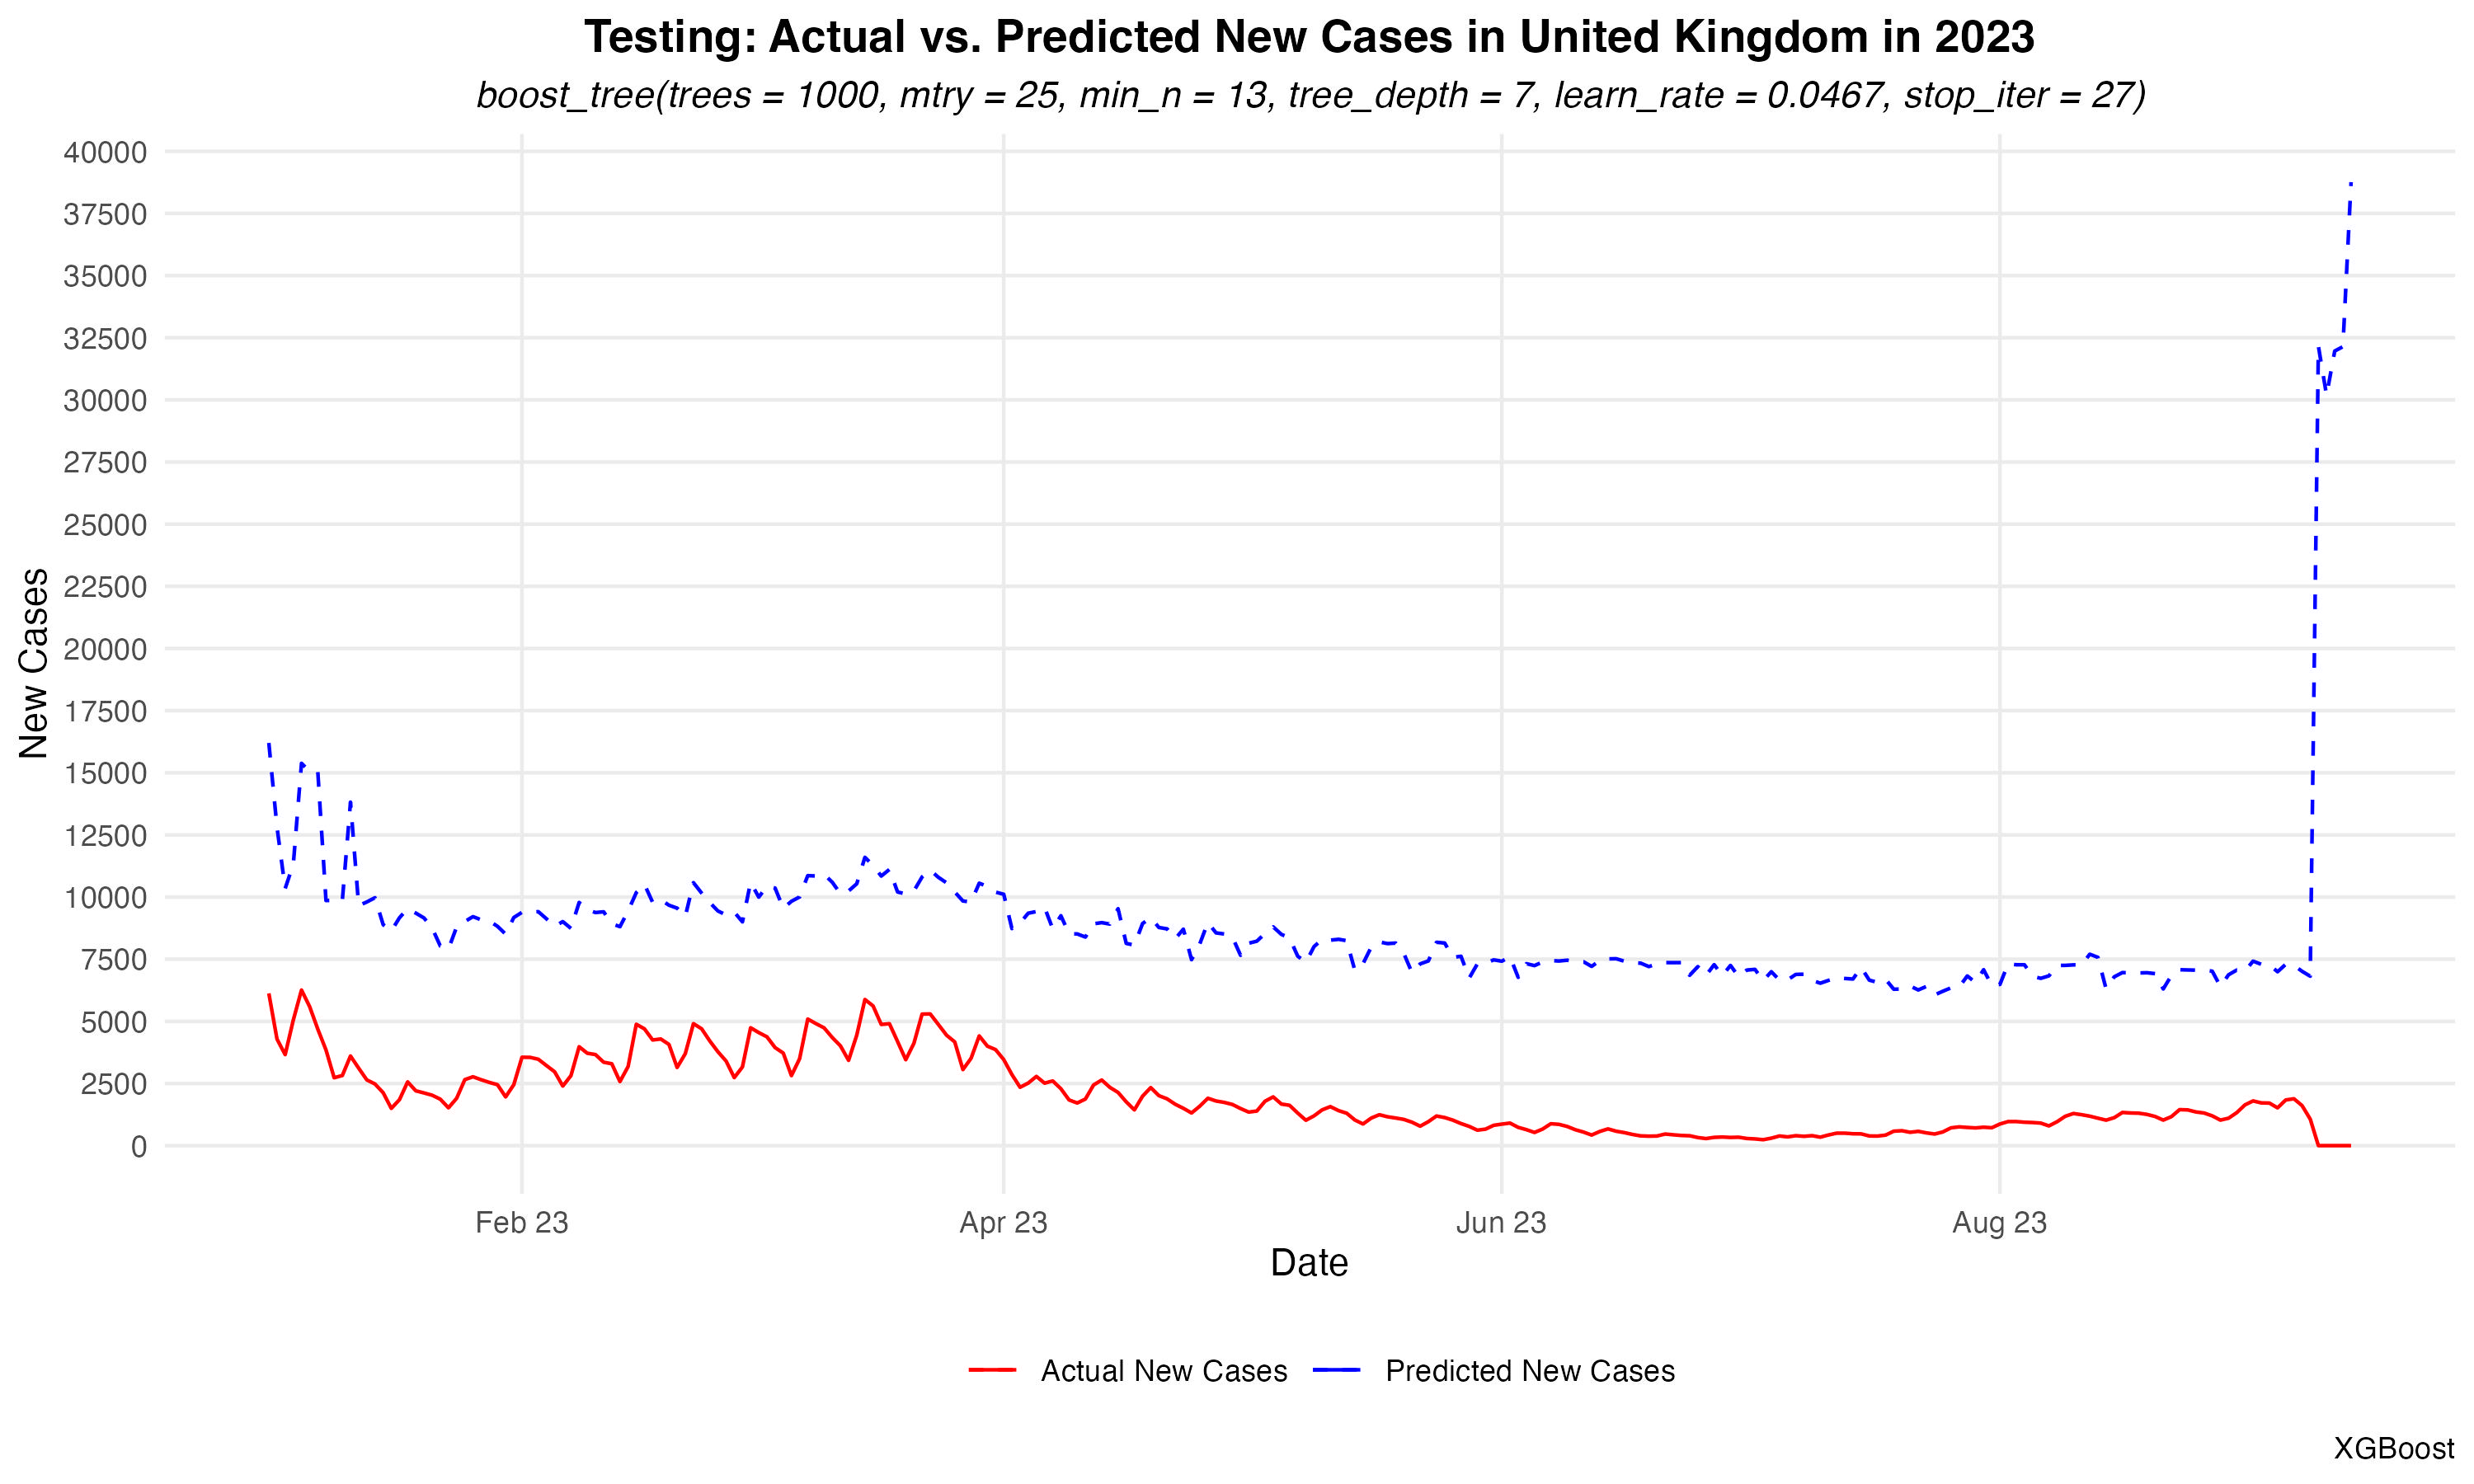 Testing: Actual vs. Predicted New Cases in United Kingdom in 2023
boost_tree(trees = 1000, mtry = 25, min_n = 13, tree_depth = 7, learn_rate = 0.0467, stop_iter = 27)
New Cases
40000
37500
35000
32500
30000
27500
25000
22500
20000
17500
15000
12500
10000
7500
5000
2500
0
Feb 23 Apr 23 Jun 23 Aug 23
Date
Actual New Cases Predicted New Cases
XGBoost